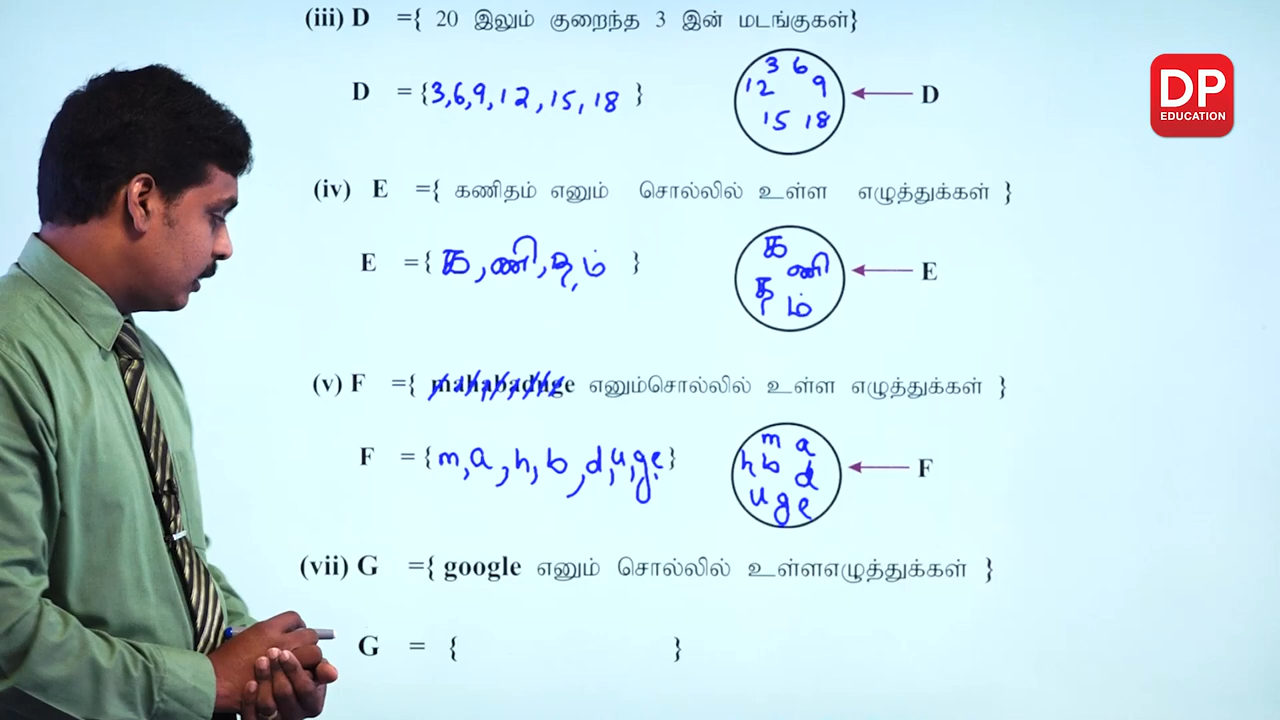 (iii) D ={ 20 இலும் குறைந்த 3 இன் மடங்குகள்}
D = {3,6,9,12,15,18 }
3 6
12 9
15 18
D
DP
EDUCATION
(iv) E ={ கணிதம் எனும் சொல்லில் உள்ள எழுத்துக்கள் }
E ={ க,ணி,த,ம் }
க
ணி
த ம்
E
(v) F ={ mahabaduge எனும்சொல்லில் உள்ள எழுத்துக்கள் }
F = {m,a,h,b,d,u,g,e}
m a
h b d
u g e
F
(vii) G ={ google எனும் சொல்லில் உள்ளஎழுத்துக்கள் }
G = { }